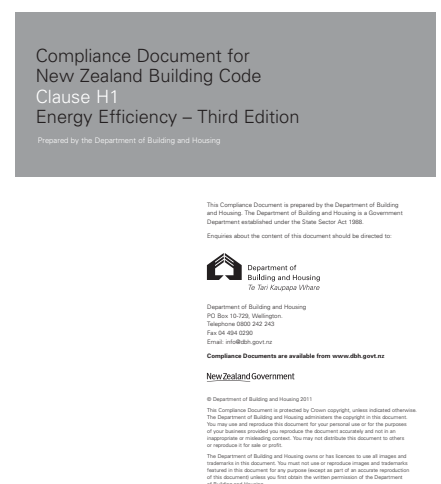 Compliance Document for
New Zealand Building Code
Clause H1
Energy Efficiency – Third Edition
Prepared by the Department of Building and Housing
This Compliance Document is prepared by the Department of Building
and Housing. The Department of Building and Housing is a Government
Department established under the State Sector Act 1988.
Enquiries about the content of this document should be directed to:
Department of
Building and Housing
Te Tari Kaupapa Whare
Department of Building and Housing
PO Box 10-729, Wellington.
Telephone 0800 242 243
Fax 04 494 0290
Email: info@dbh.govt.nz
Compliance Documents are available from www.dbh.govt.nz
New Zealand Government
© Department of Building and Housing 2011
This Compliance Document is protected by Crown copyright, unless indicated otherwise.
The Department of Building and Housing administers the copyright in this document.
You may use and reproduce this document for your personal use or for the purposes
of your business provided you reproduce the document accurately and not in an
inappropriate or misleading context. You may not distribute this document to others
or reproduce it for sale or profit.
The Department of Building and Housing owns or has licences to use all images and
trademarks in this document. You must not use or reproduce images and trademarks
featured in this document for any purpose (except as part of an accurate reproduction
of this document) unless you first obtain the written permission of the Department
of Building and Housing.